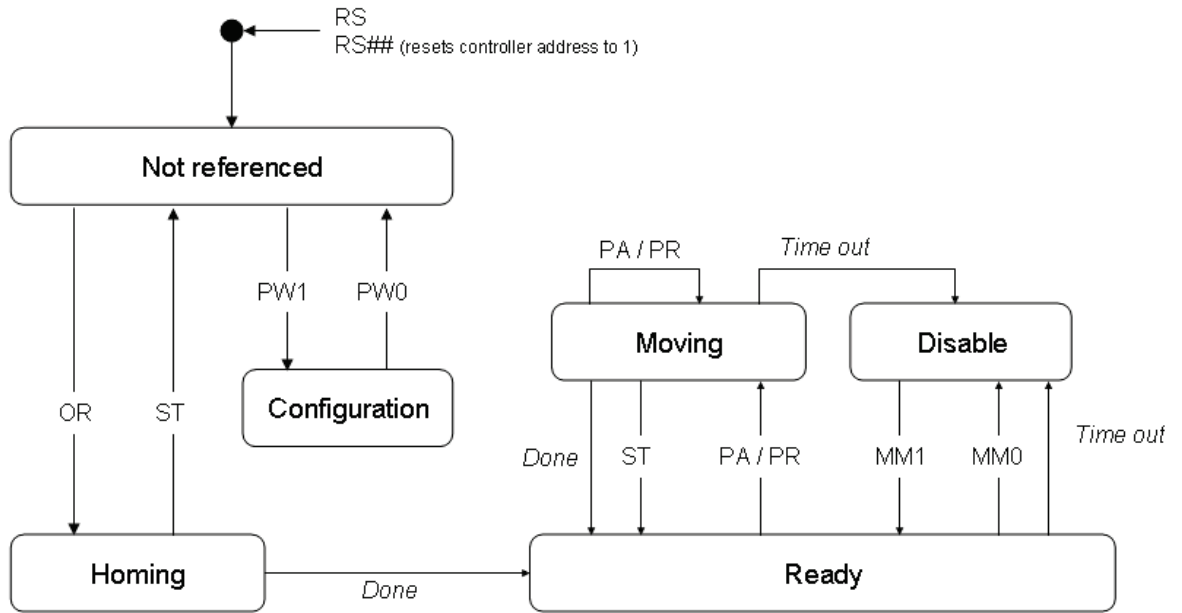 RS
RS## (resets controller address to 1)
Not referenced
PA / PR
Time out
PW1
PW0
Moving
Disable
OR
ST
Configuration
Done
ST
PA / PR
MM1
MM0
Time out
Homing
Done
Ready